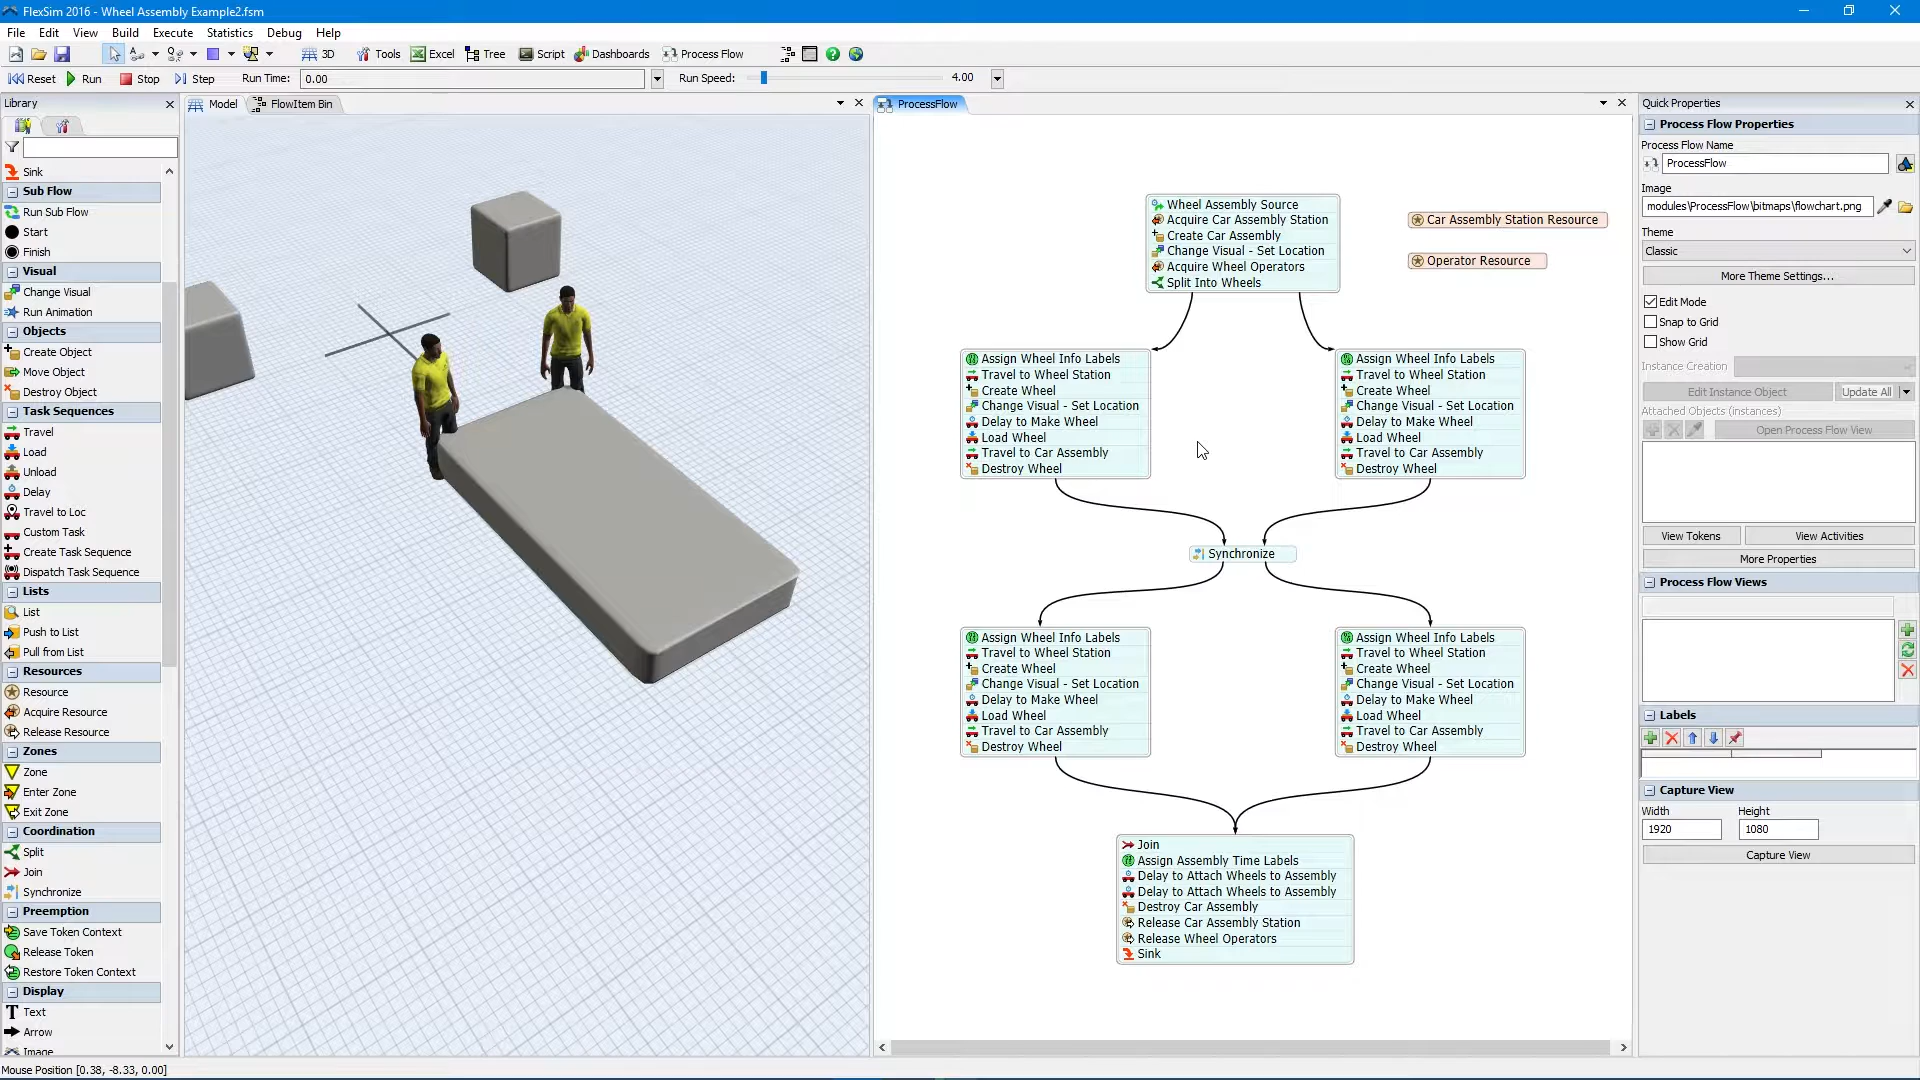 FlexSim 2016 - Wheel Assembly Example2.fsm
File Edit View Build Execute Statistics Debug Help
3D Tools Excel Tree Script Dashboards Process Flow
Reset Run Stop Step Run Time: 0.00 Run Speed: 4.00
Library
Sink
Sub Flow
Run Sub Flow
Start
Finish
Visual
Change Visual
Run Animation
Objects
Create Object
Move Object
Destroy Object
Task Sequences
Travel
Load
Unload
Delay
Travel to Loc
Custom Task
Create Task Sequence
Dispatch Task Sequence
Lists
List
Push to List
Pull from List
Resources
Resource
Acquire Resource
Release Resource
Zones
Zone
Enter Zone
Exit Zone
Coordination
Split
Join
Synchronize
Preemption
Save Token Context
Release Token
Restore Token Context
Display
Text
Arrow
Image
Model FlowItem Bin
ProcessFlow
Wheel Assembly Source
Acquire Car Assembly Station
Create Car Assembly
Change Visual - Set Location
Acquire Wheel Operators
Split Into Wheels
Car Assembly Station Resource
Operator Resource
Assign Wheel Info Labels
Travel to Wheel Station
Create Wheel
Change Visual - Set Location
Delay to Make Wheel
Load Wheel
Travel to Car Assembly
Destroy Wheel
Assign Wheel Info Labels
Travel to Wheel Station
Create Wheel
Change Visual - Set Location
Delay to Make Wheel
Load Wheel
Travel to Car Assembly
Destroy Wheel
Synchronize
Assign Wheel Info Labels
Travel to Wheel Station
Create Wheel
Change Visual - Set Location
Delay to Make Wheel
Load Wheel
Travel to Car Assembly
Destroy Wheel
Assign Wheel Info Labels
Travel to Wheel Station
Create Wheel
Change Visual - Set Location
Delay to Make Wheel
Load Wheel
Travel to Car Assembly
Destroy Wheel
Join
Assign Assembly Time Labels
Delay to Attach Wheels to Assembly
Delay to Attach Wheels to Assembly
Destroy Car Assembly
Release Car Assembly Station
Release Wheel Operators
Sink
Quick Properties
Process Flow Properties
Process Flow Name
ProcessFlow
Image
modules\ProcessFlow\bitmaps\flowchart.png
Theme
Classic
More Theme Settings...
Edit Mode
Snap to Grid
Show Grid
Instance Creation
Edit Instance Object Update All
Attached Objects (instances)
Open Process Flow View
View Tokens View Activities
More Properties
Process Flow Views
Labels
Capture View
Width Height
1920 1080
Capture View
Mouse Position [0.38, -8.33, 0.00]